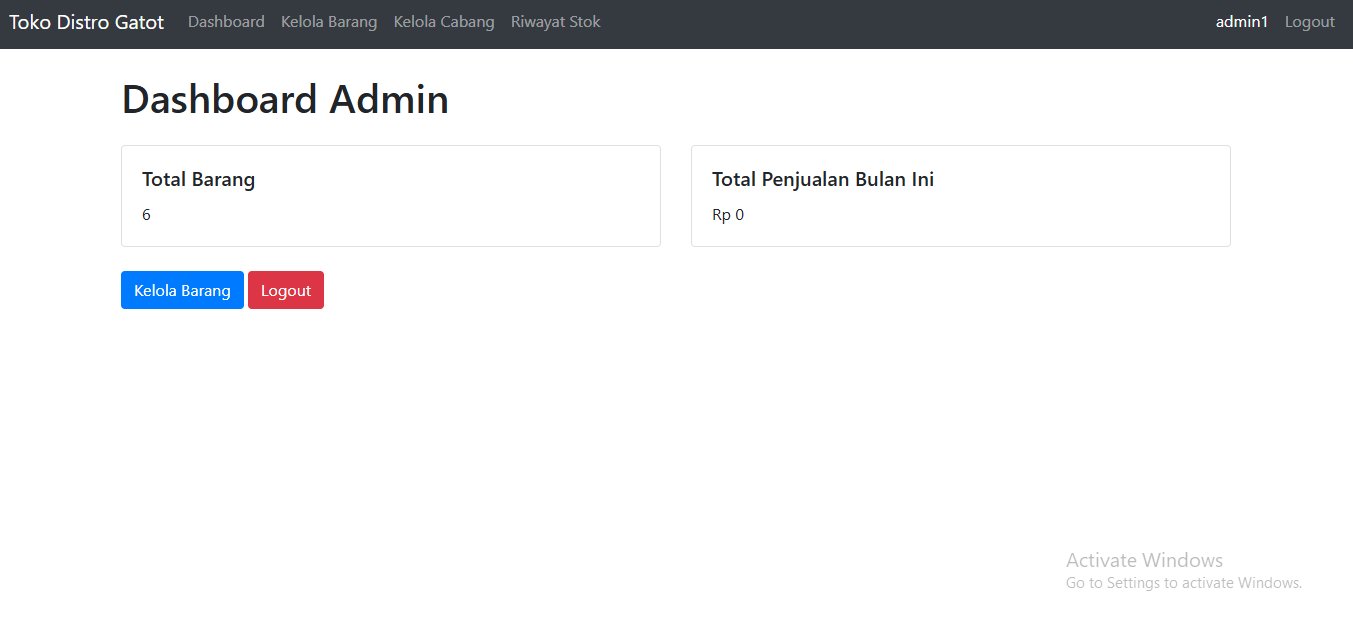 Toko Distro Gatot Dashboard Kelola Barang Kelola Cabang Riwayat Stok admin1 Logout
Dashboard Admin
Total Barang
6
Total Penjualan Bulan Ini
Rp 0
Kelola Barang Logout
Activate Windows
Go to Settings to activate Windows.